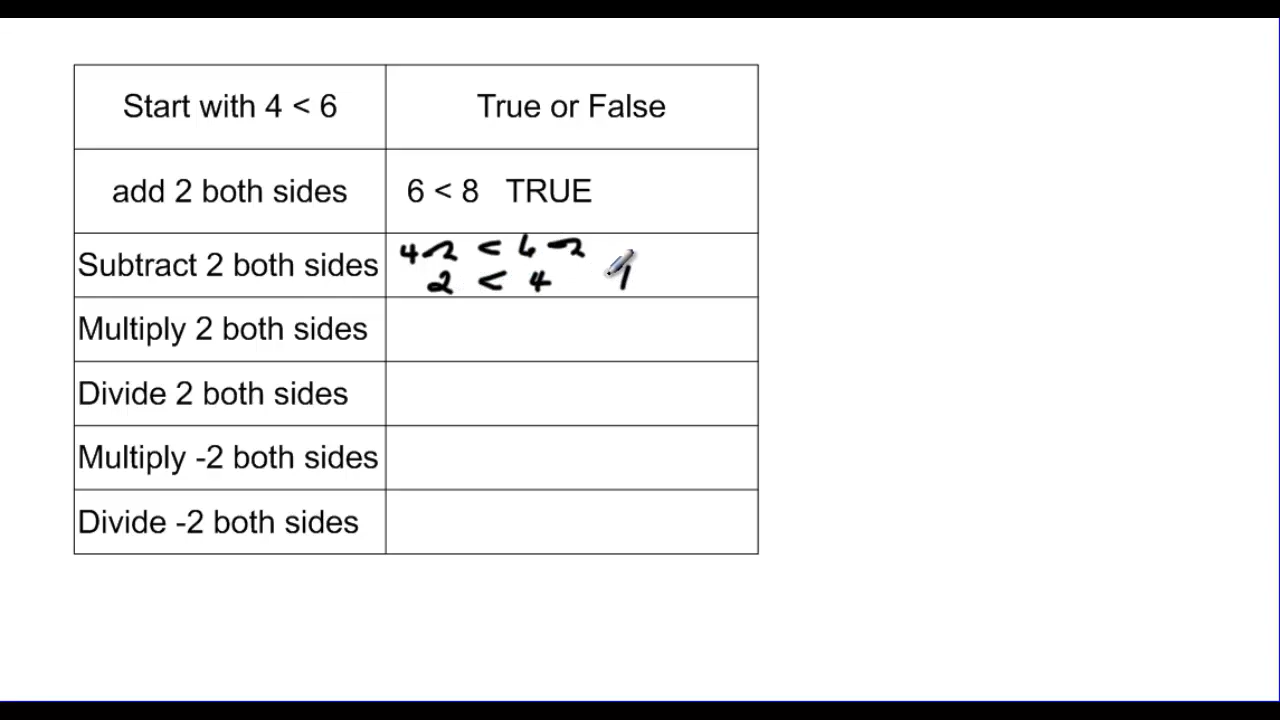 Start with 4 < 6
True or False
add 2 both sides
6 < 8 TRUE
Subtract 2 both sides
4-2 < 6-2
2 < 4
Multiply 2 both sides
Divide 2 both sides
Multiply -2 both sides
Divide -2 both sides